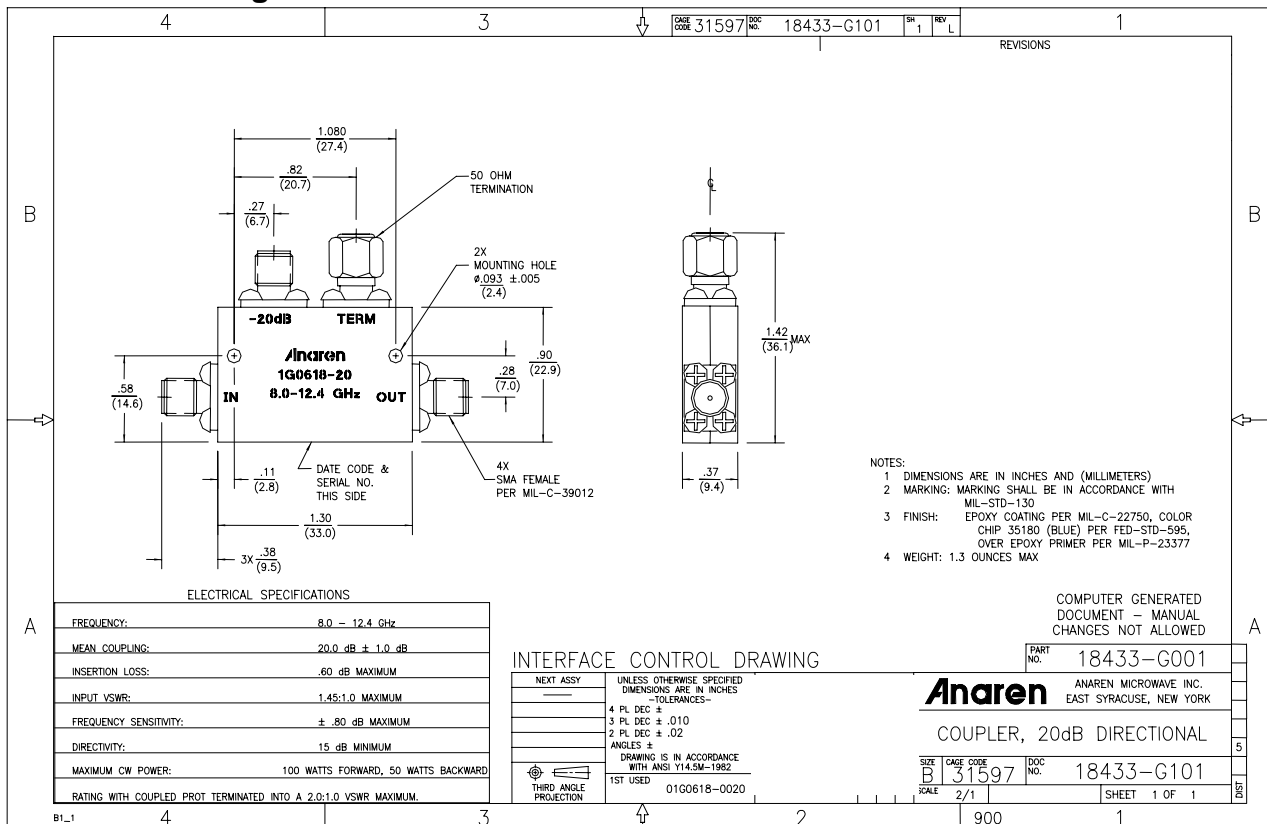 4
3
CAGE CODE 31597
DOC NO. 18433-G101
SH 1
REV L
1
REVISIONS
1.080
(27.4)
.82
(20.7)
.27
(6.7)
50 OHM
TERMINATION
2X
MOUNTING HOLE
ø.093 ±.005
(2.4)
B
B
-20dB
TERM
Anaren
1G0618-20
8.0-12.4 GHz
IN
OUT
.58
(14.6)
.90
(22.9)
.28
(7.0)
1.42 MAX
(36.1)
.11
(2.8)
DATE CODE &
SERIAL NO.
THIS SIDE
4X
SMA FEMALE
PER MIL-C-39012
1.30
(33.0)
3X .38
(9.5)
.37
(9.4)
NOTES:
1 DIMENSIONS ARE IN INCHES AND (MILLIMETERS)
2 MARKING: MARKING SHALL BE IN ACCORDANCE WITH
MIL-STD-130
3 FINISH: EPOXY COATING PER MIL-C-22750, COLOR
CHIP 35180 (BLUE) PER FED-STD-595,
OVER EPOXY PRIMER PER MIL-P-23377
4 WEIGHT: 1.3 OUNCES MAX
ELECTRICAL SPECIFICATIONS
FREQUENCY: 8.0 - 12.4 GHz
MEAN COUPLING: 20.0 dB ± 1.0 dB
INSERTION LOSS: .60 dB MAXIMUM
INPUT VSWR: 1.45:1.0 MAXIMUM
FREQUENCY SENSITIVITY: ± .80 dB MAXIMUM
DIRECTIVITY: 15 dB MINIMUM
MAXIMUM CW POWER: 100 WATTS FORWARD, 50 WATTS BACKWARD
RATING WITH COUPLED PROT TERMINATED INTO A 2.0:1.0 VSWR MAXIMUM.
A
A
COMPUTER GENERATED
DOCUMENT - MANUAL
CHANGES NOT ALLOWED
INTERFACE CONTROL DRAWING
NEXT ASSY
UNLESS OTHERWISE SPECIFIED
DIMENSIONS ARE IN INCHES
-TOLERANCES-
4 PL DEC ±
3 PL DEC ± .010
2 PL DEC ± .02
ANGLES ±
DRAWING IS IN ACCORDANCE
WITH ANSI Y14.5M-1982
1ST USED
01G0618-0020
THIRD ANGLE
PROJECTION
PART NO. 18433-G001
Anaren
ANAREN MICROWAVE INC.
EAST SYRACUSE, NEW YORK
COUPLER, 20dB DIRECTIONAL
5
SIZE B
CAGE CODE 31597
DOC NO. 18433-G101
SCALE 2/1
SHEET 1 OF 1
DIST
B1_1
4
3
2
900
1